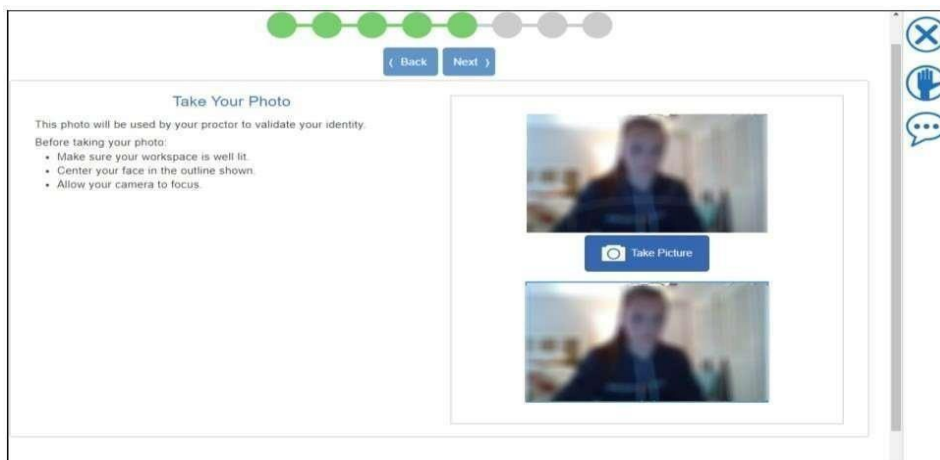 Back Next
Take Your Photo
This photo will be used by your proctor to validate your identity.
Before taking your photo:
• Make sure your workspace is well lit.
• Center your face in the outline shown.
• Allow your camera to focus.
Take Picture